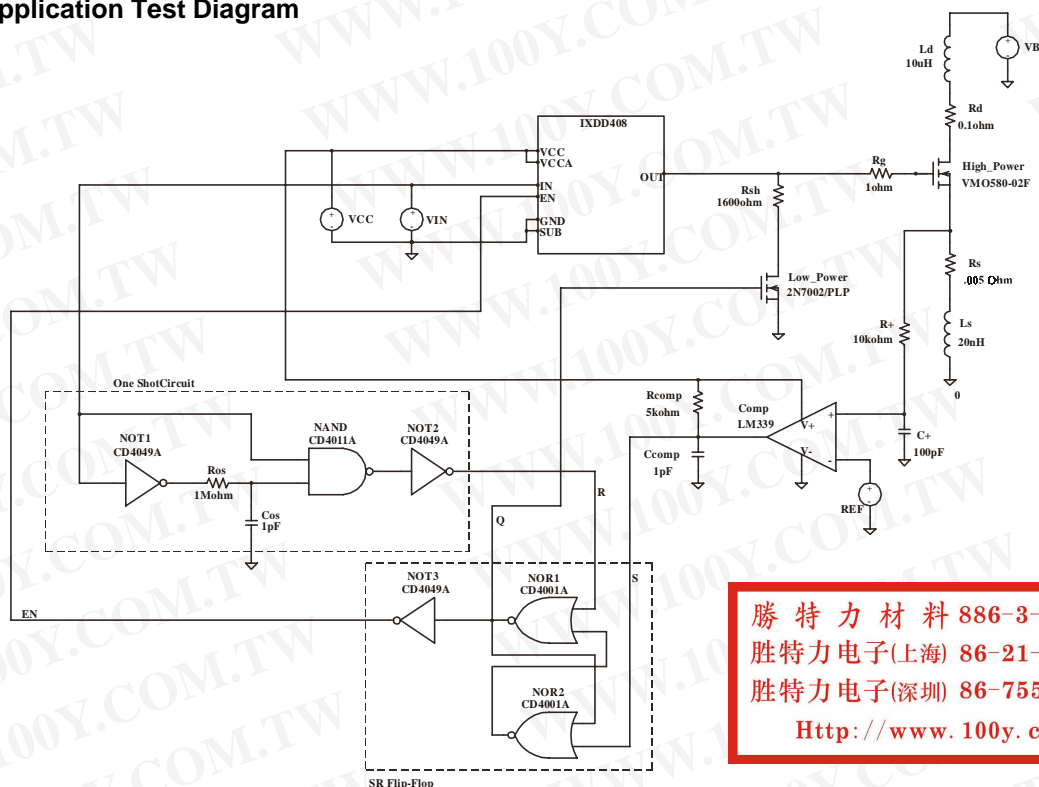 pplication Test Diagram
Ld
10uH
VB
Rd
0.1ohm
IXDD408
VCC
VCCA
IN
EN
GND
SUB
OUT
VCC
VIN
Rg
1ohm
High_Power
VMO580-02F
Rsh
1600ohm
Low_Power
2N7002/PLP
Rs
.005 Ohm
R+
10kohm
Ls
20nH
0
One ShotCircuit
NOT1
CD4049A
Ros
1Mohm
Cos
1pF
NAND
CD4011A
NOT2
CD4049A
Rcomp
5kohm
Ccomp
1pF
Comp
LM339
V+
V-
+
-
C+
100pF
REF
+
-
R
Q
S
EN
NOT3
CD4049A
NOR1
CD4001A
NOR2
CD4001A
SR Flip-Flop
勝 特 力 材 料 886-3-
胜特力电子(上海) 86-21-
胜特力电子(深圳) 86-755
Http://www.100y.c
WWW.100Y.COM.TW